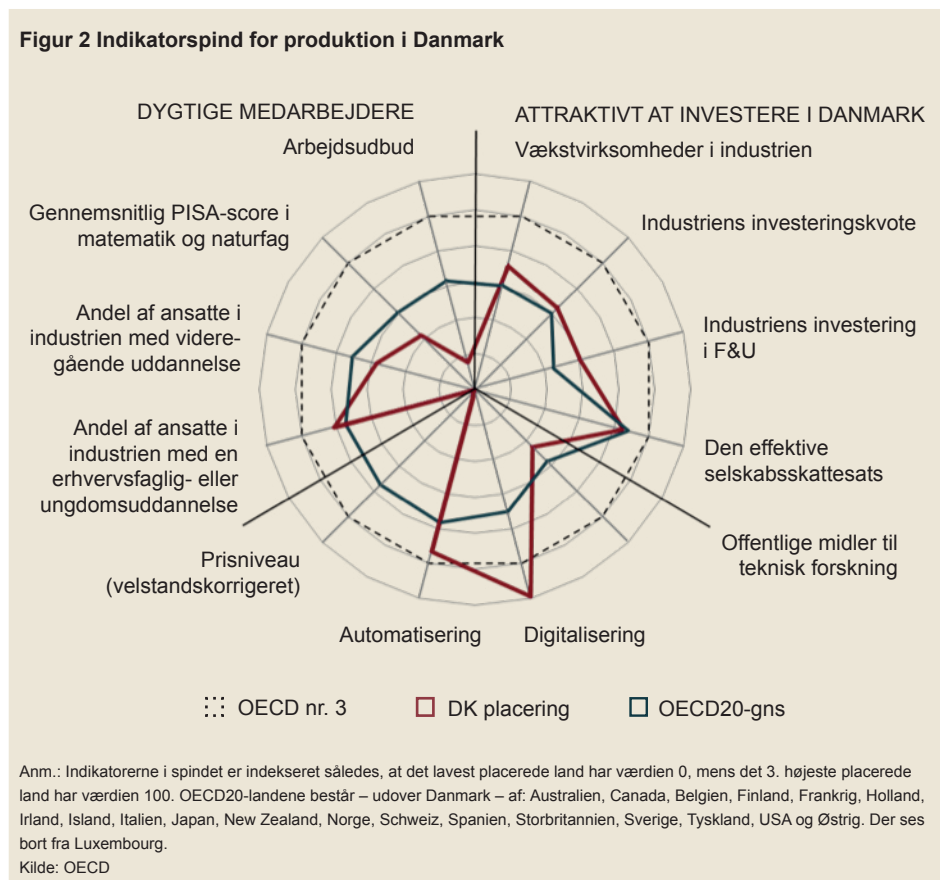 Figur 2 Indikatorspind for produktion i Danmark
DYGTIGE MEDARBEJDERE
ATTRAKTIVT AT INVESTERE I DANMARK
Arbejdsudbud
Vækstvirksomheder i industrien
Gennemsnitlig PISA-score i
matematik og naturfag
Industriens investeringskvote
Andel af ansatte i
industrien med videre-
gående uddannelse
Industriens investering
i F&U
Andel af ansatte i
industrien med en
erhvervsfaglig- eller
ungdomsuddannelse
Den effektive
selskabsskattesats
Prisniveau
(velstandskorrigeret)
Offentlige midler til
teknisk forskning
Automatisering
Digitalisering
OECD nr. 3
DK placering
OECD20-gns
Anm.: Indikatorerne i spindet er indekseret således, at det lavest placerede land har værdien 0, mens det 3. højeste placerede
land har værdien 100. OECD20-landene består – udover Danmark – af: Australien, Canada, Belgien, Finland, Frankrig, Holland,
Irland, Island, Italien, Japan, New Zealand, Norge, Schweiz, Spanien, Storbritannien, Sverige, Tyskland, USA og Østrig. Der ses
bort fra Luxembourg.
Kilde: OECD